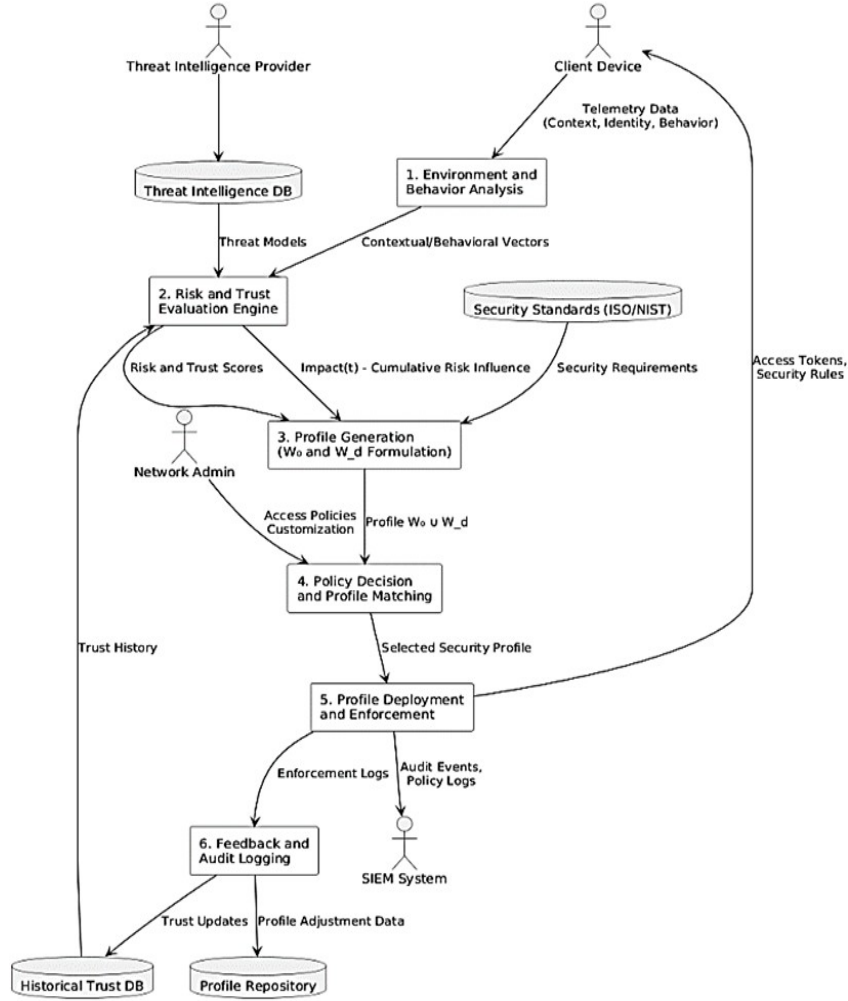 Threat Intelligence Provider
Client Device
Telemetry Data
(Context, Identity, Behavior)
Threat Intelligence DB
1. Environment and
Behavior Analysis
Threat Models
Contextual/Behavioral Vectors
2. Risk and Trust
Evaluation Engine
Security Standards (ISO/NIST)
Risk and Trust Scores
Impact(t) - Cumulative Risk Influence
Security Requirements
Access Tokens,
Security Rules
3. Profile Generation
(W₀ and W_d Formulation)
Network Admin
Access Policies
Customization
Profile W₀ ∪ W_d
4. Policy Decision
and Profile Matching
Trust History
Selected Security Profile
5. Profile Deployment
and Enforcement
Enforcement Logs
Audit Events,
Policy Logs
6. Feedback and
Audit Logging
SIEM System
Trust Updates
Profile Adjustment Data
Historical Trust DB
Profile Repository